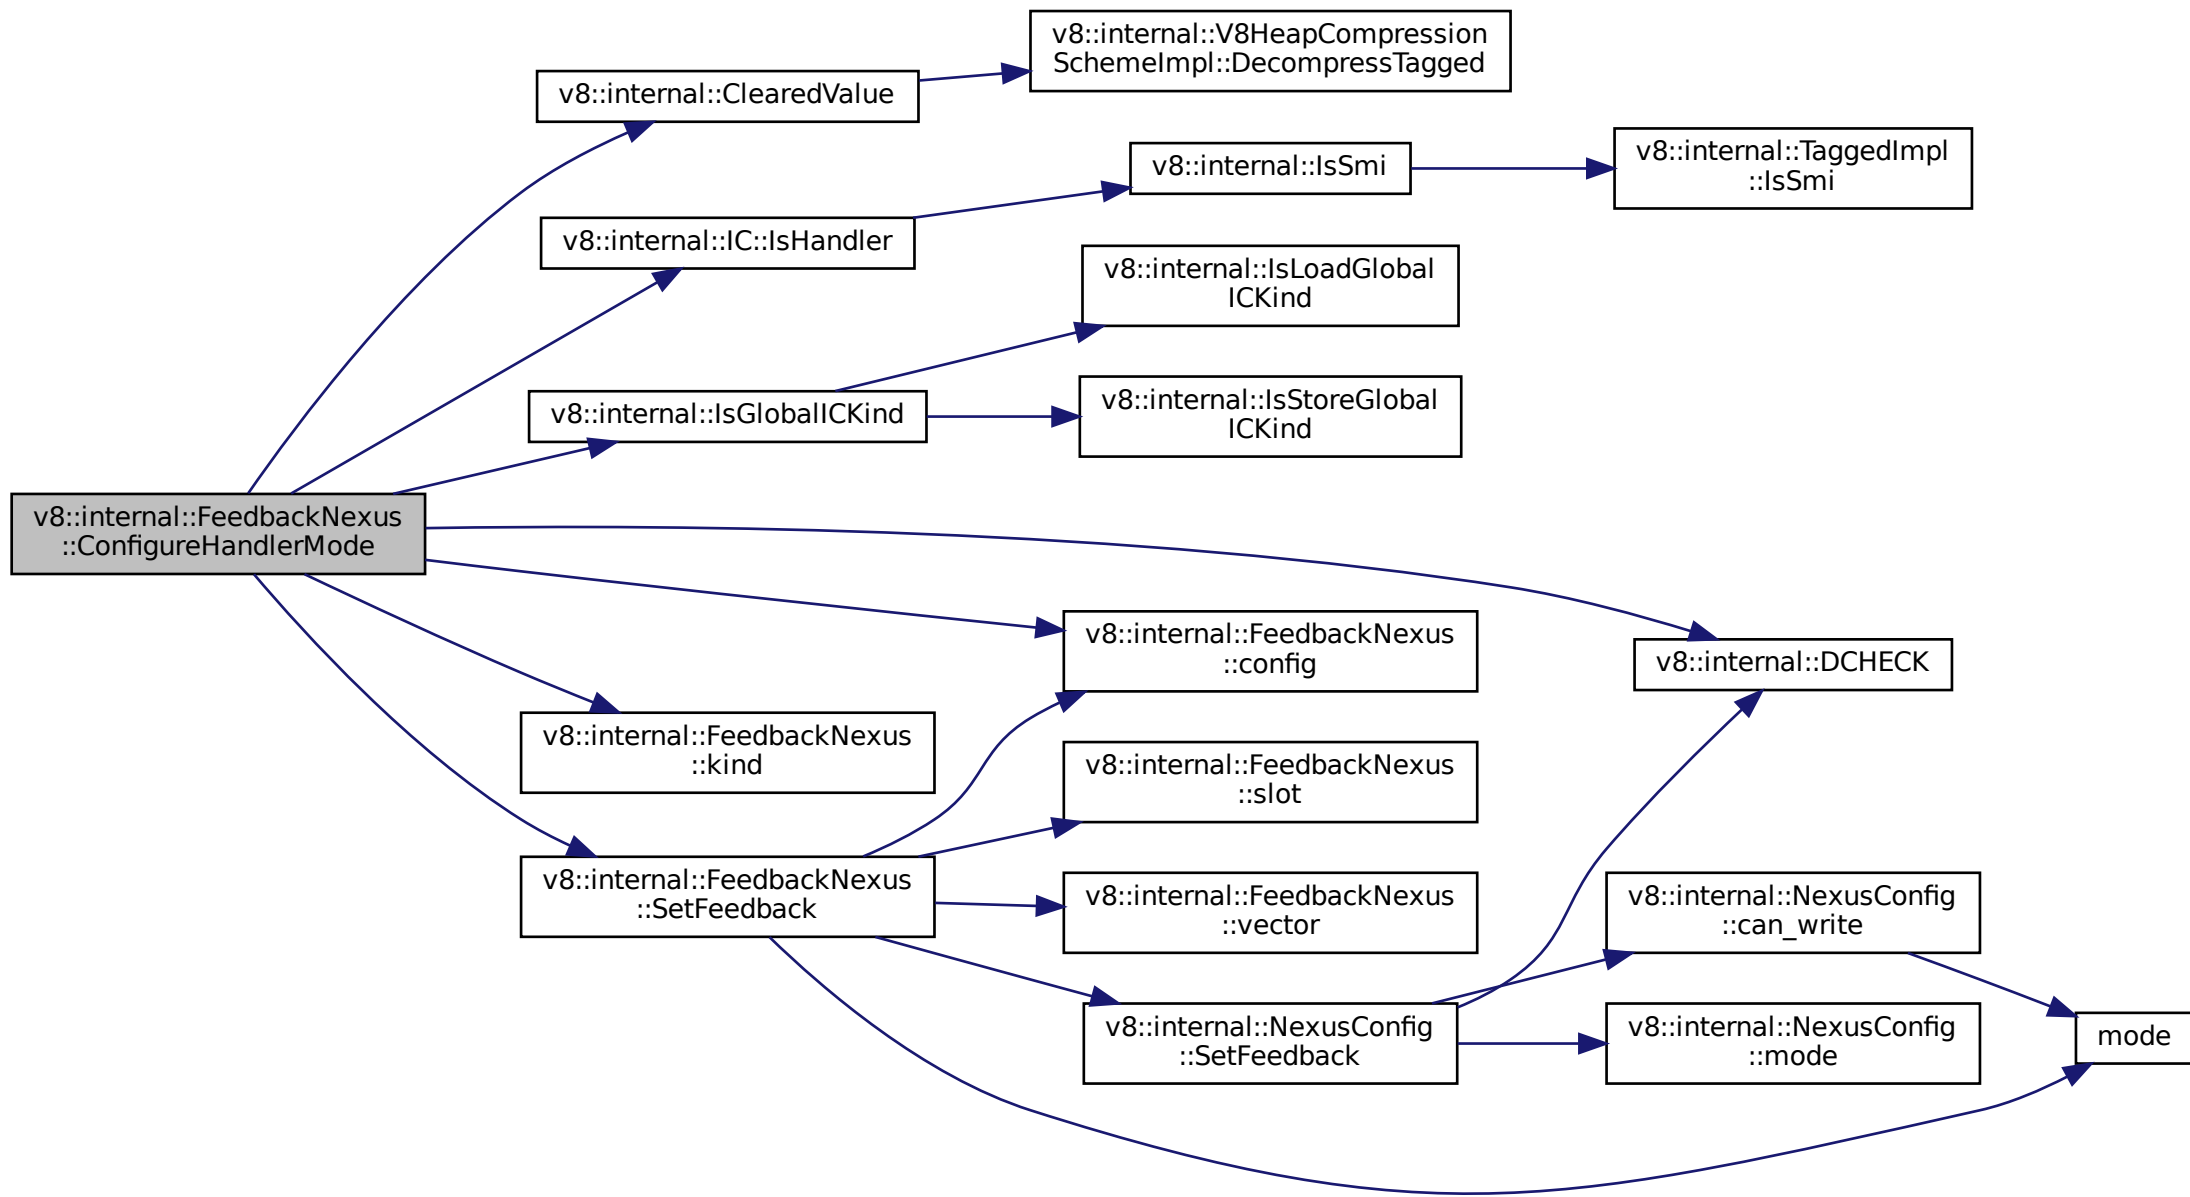 v8::internal::V8HeapCompression
SchemeImpl::DecompressTagged
v8::internal::ClearedValue
v8::internal::TaggedImpl
::IsSmi
v8::internal::IsSmi
v8::internal::IC::IsHandler
v8::internal::IsLoadGlobal
ICKind
v8::internal::IsGlobalICKind
v8::internal::IsStoreGlobal
ICKind
v8::internal::FeedbackNexus
::ConfigureHandlerMode
v8::internal::FeedbackNexus
::config
v8::internal::DCHECK
v8::internal::FeedbackNexus
::kind
v8::internal::FeedbackNexus
::slot
v8::internal::FeedbackNexus
::SetFeedback
v8::internal::FeedbackNexus
::vector
v8::internal::NexusConfig
::can_write
v8::internal::NexusConfig
::SetFeedback
v8::internal::NexusConfig
::mode
mode